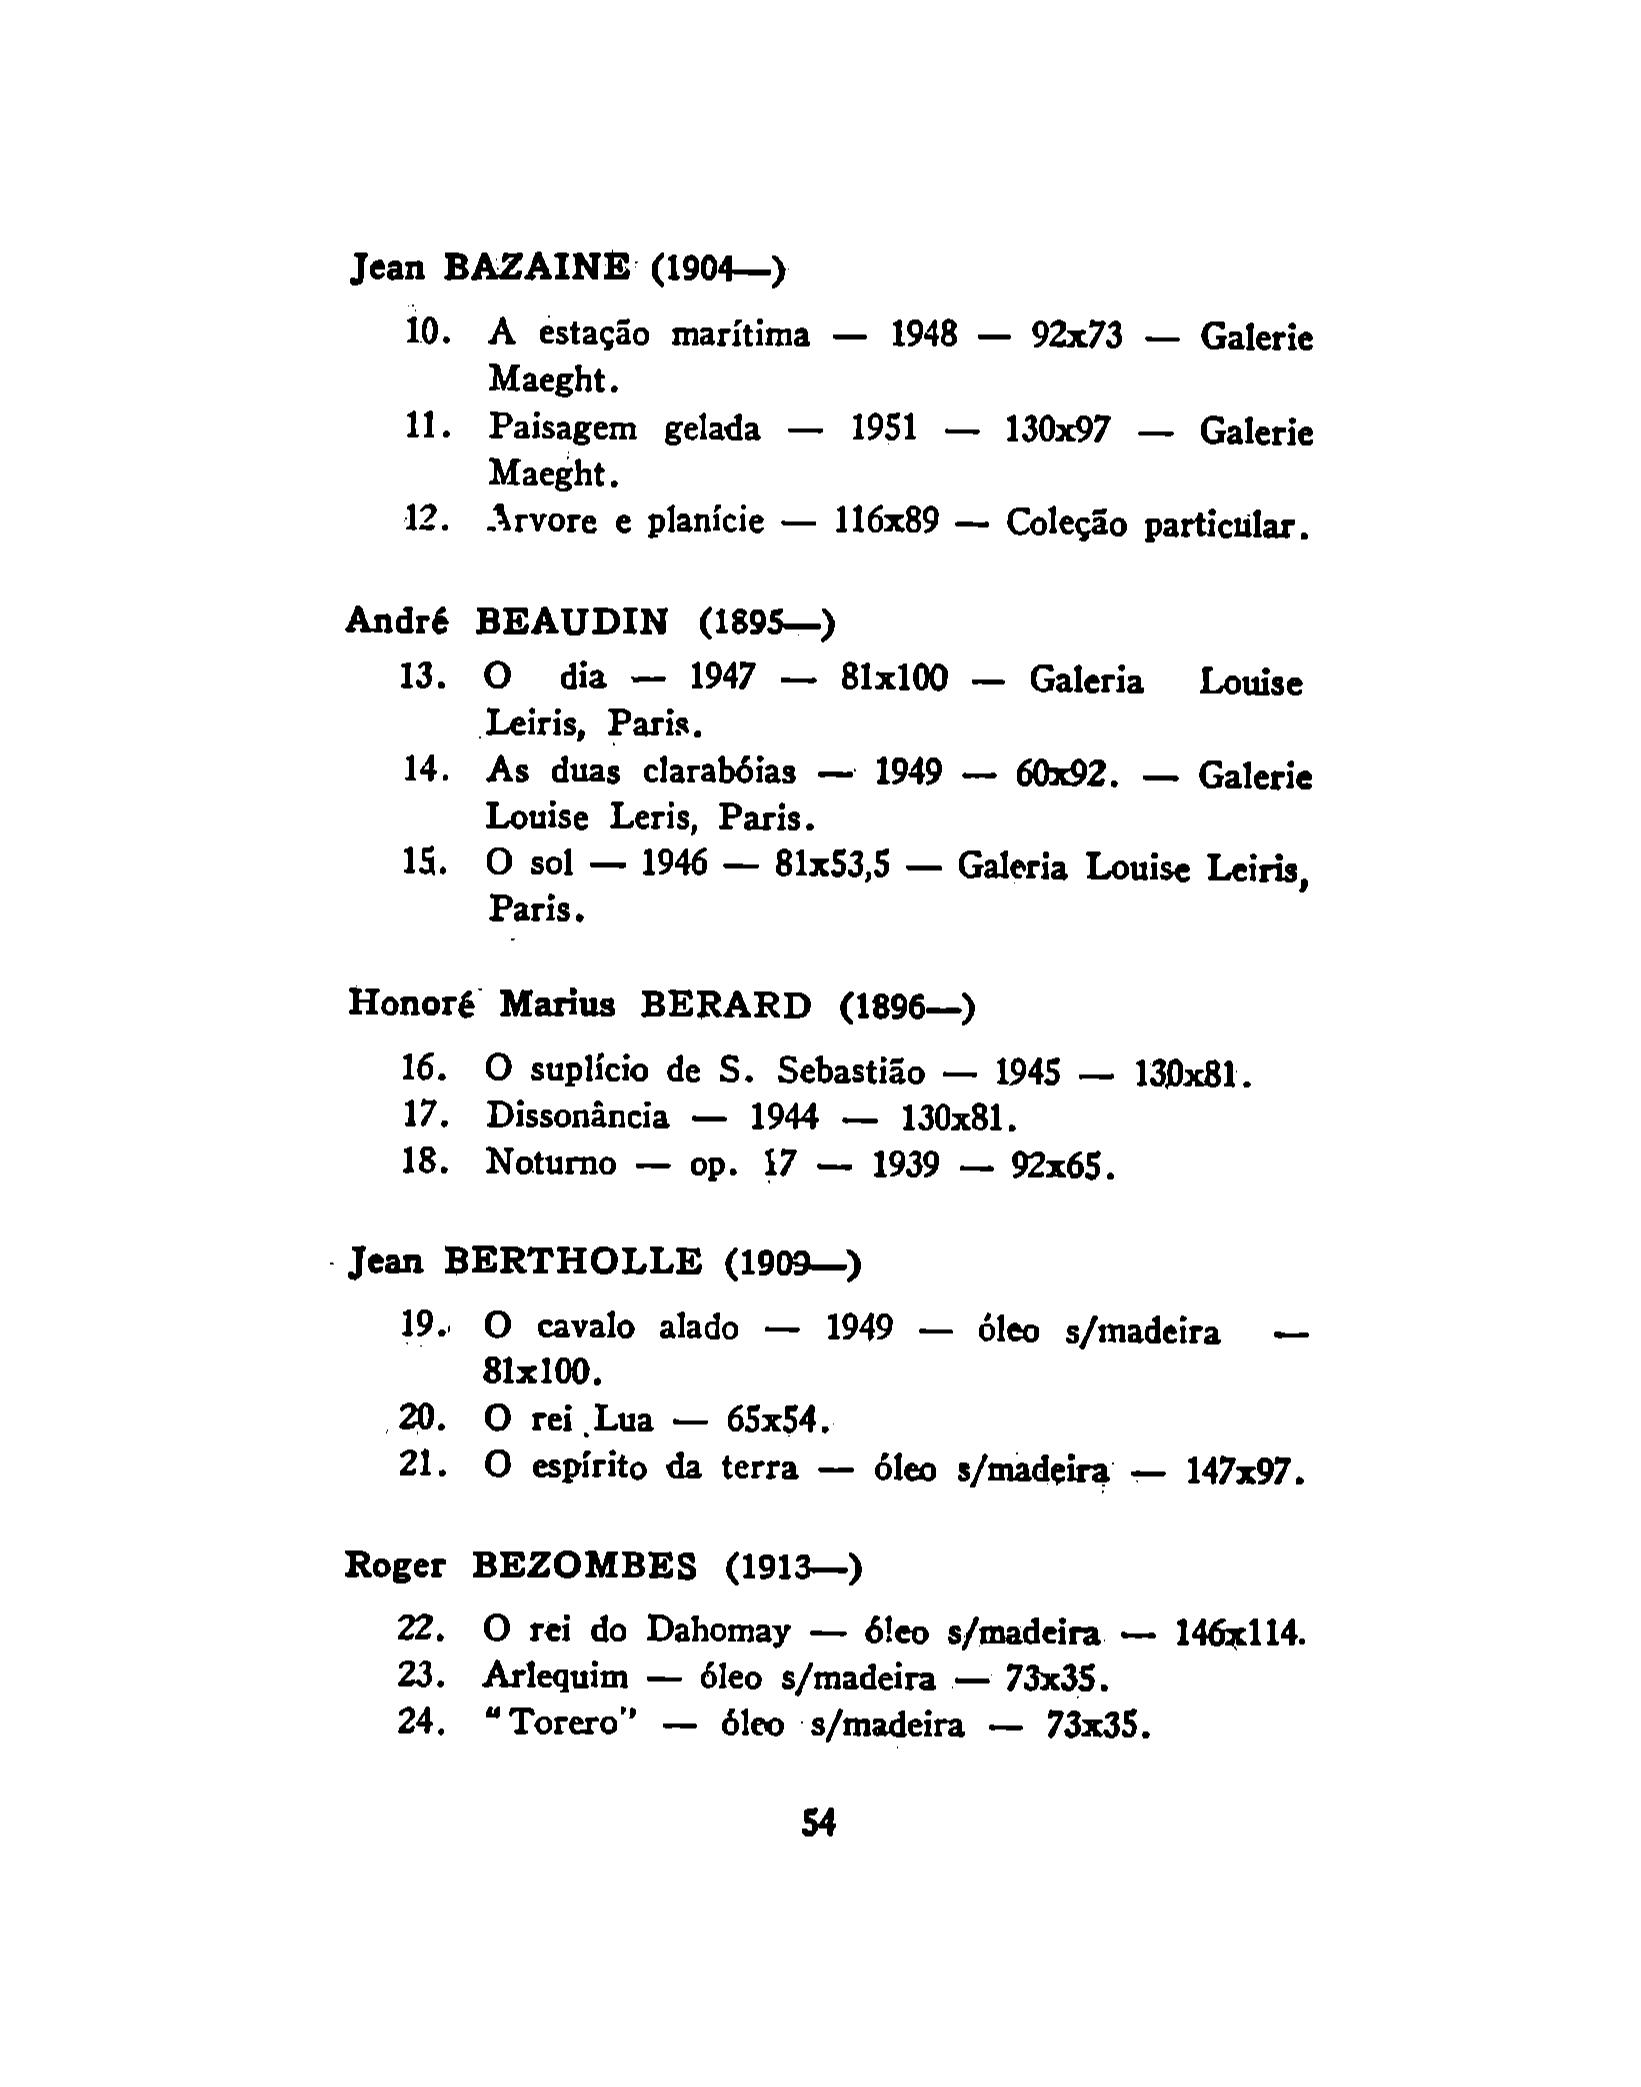 Jean BAZAINE (1904—)
10. A estação marítima — 1948 — 92x73 — Galerie
Maeght.
11. Paisagem gelada — 1951 — 130x97 — Galerie
Maeght.
12. Arvore e planície — 116x89 — Coleção particular.
André BEAUDIN (1895—)
13. O dia — 1947 — 81x100 — Galeria Louise
Leiris, Paris.
14. As duas clarabóias — 1949 — 60x92. — Galerie
Louise Leris, Paris.
15. O sol — 1946 — 81x53,5 — Galeria Louise Leiris,
Paris.
Honoré Marius BERARD (1896—)
16. O suplício de S. Sebastião — 1945 — 130x81.
17. Dissonância — 1944 — 130x81.
18. Noturno — op. 17 — 1939 — 92x65.
Jean BERTHOLLE (1909—)
19. O cavalo alado — 1949 — óleo s/madeira —
81x100.
20. O rei Lua — 65x54.
21. O espírito da terra — óleo s/madeira — 147x97.
Roger BEZOMBES (1913—)
22. O rei do Dahomay — óleo s/madeira — 146x114.
23. Arlequim — óleo s/madeira — 73x35.
24. "Torero" — óleo s/madeira — 73x35.
54